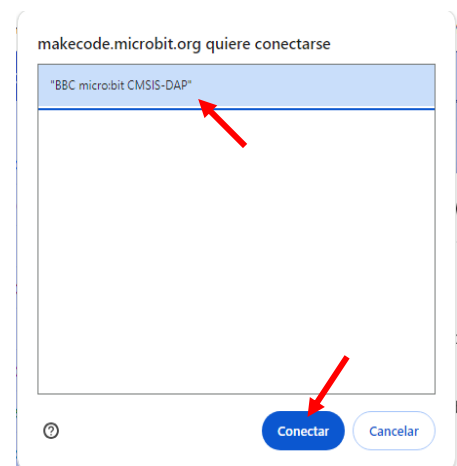 makecode.microbit.org quiere conectarse
"BBC micro:bit CMSIS-DAP"
Conectar
Cancelar